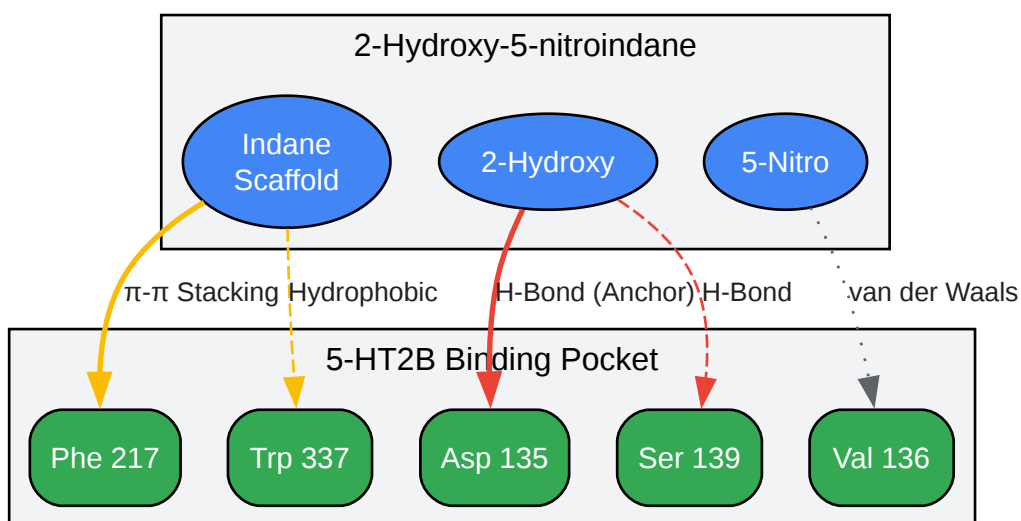 2-Hydroxy-5-nitroindane
Indane
Scaffold
2-Hydroxy
5-Nitro
π-π Stacking
Hydrophobic
H-Bond (Anchor)
H-Bond
van der Waals
5-HT2B Binding Pocket
Phe 217
Trp 337
Asp 135
Ser 139
Val 136